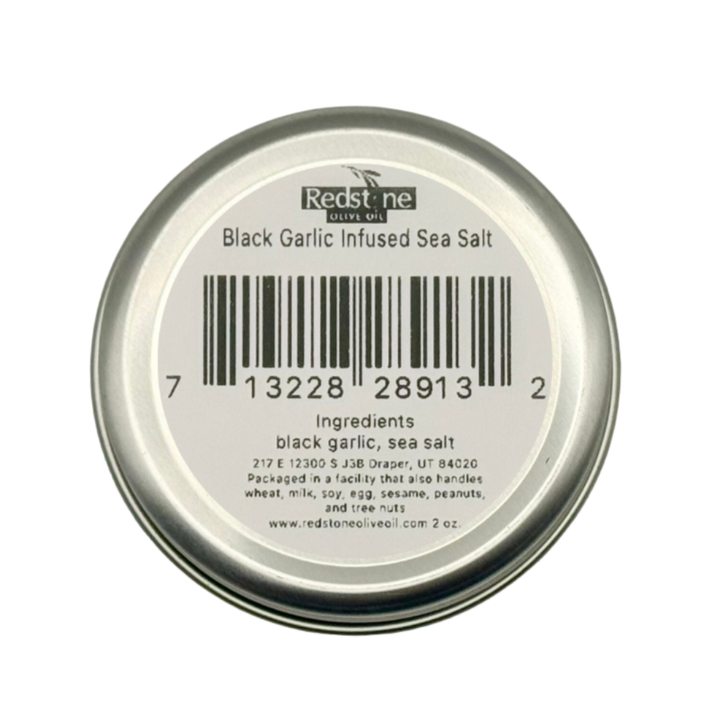 Redstone
OLIVE OIL
Black Garlic Infused Sea Salt
7 13228 28913 2
Ingredients
black garlic, sea salt
217 E 12300 S J3B Draper, UT 84020
Packaged in a facility that also handles
wheat, milk, soy, egg, sesame, peanuts,
and tree nuts
www.redstoneoliveoil.com 2 oz.